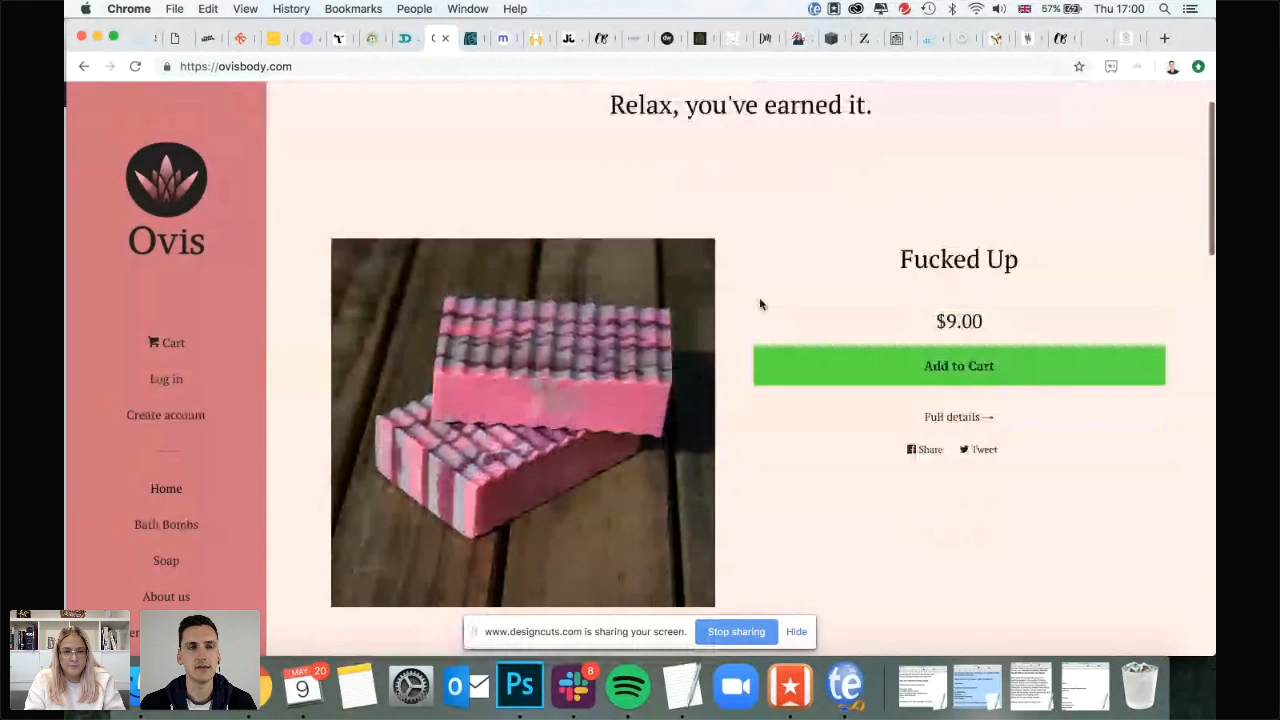 Chrome File Edit View History Bookmarks People Window Help 57% Thu 17:00
https://ovisbody.com
Relax, you've earned it.
Ovis
Fucked Up
$9.00
Add to Cart
Full details →
Share Tweet
Cart
Log in
Create account
Home
Bath Bombs
Soap
About us
www.designcuts.com is sharing your screen. Stop sharing Hide
MAY 20
9
Ps
8